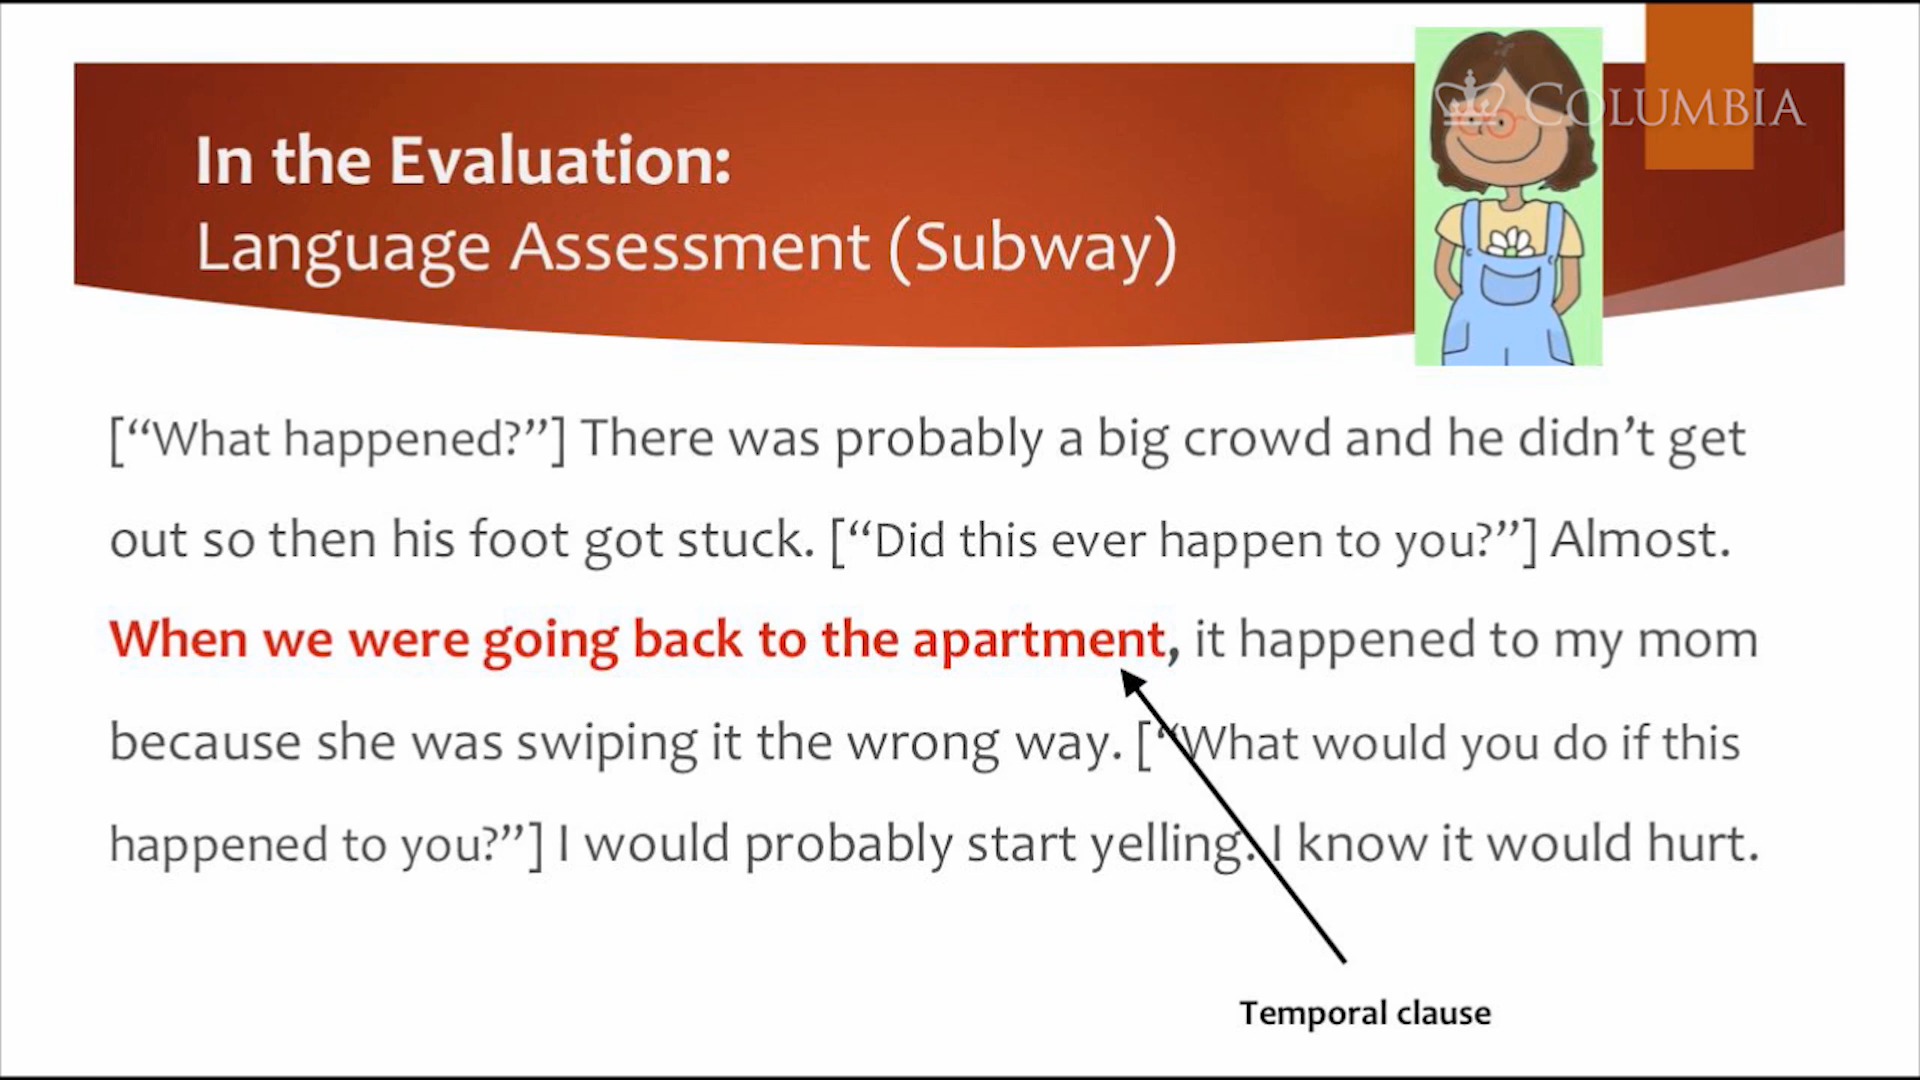 COLUMBIA
In the Evaluation:
Language Assessment (Subway)
[“What happened?”] There was probably a big crowd and he didn’t get
out so then his foot got stuck. [“Did this ever happen to you?”] Almost.
When we were going back to the apartment, it happened to my mom
because she was swiping it the wrong way. [“What would you do if this
happened to you?”] I would probably start yelling. I know it would hurt.
Temporal clause